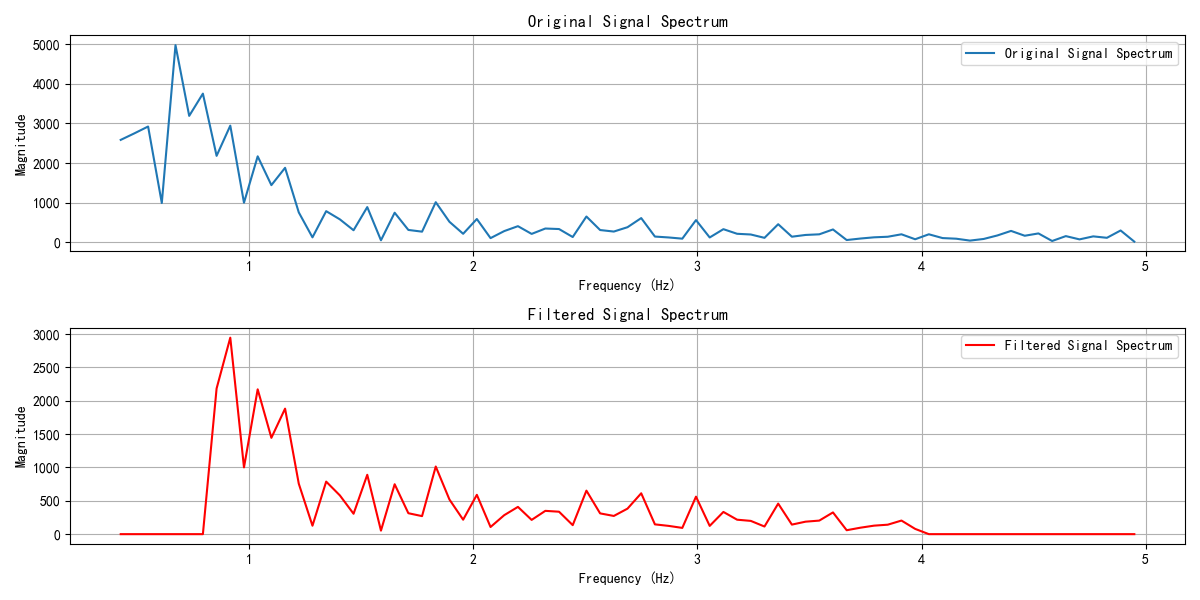 Original Signal Spectrum
Original Signal Spectrum
Magnitude
5000
4000
3000
2000
1000
0
1 2 3 4 5
Frequency (Hz)
Filtered Signal Spectrum
Filtered Signal Spectrum
Magnitude
3000
2500
2000
1500
1000
500
0
1 2 3 4 5
Frequency (Hz)